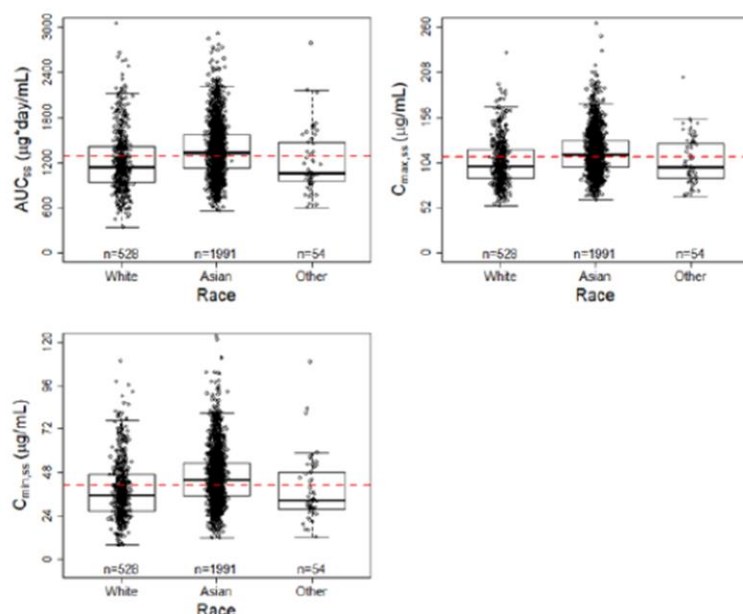 AUCss (μg*day/mL)
3000
2400
1800
1200
600
0
n=528 n=1991 n=54
White Asian Other
Race
Cmax,ss (μg/mL)
260
208
156
104
52
0
n=528 n=1991 n=54
White Asian Other
Race
Cmin,ss (μg/mL)
120
96
72
48
24
0
n=528 n=1991 n=54
White Asian Other
Race